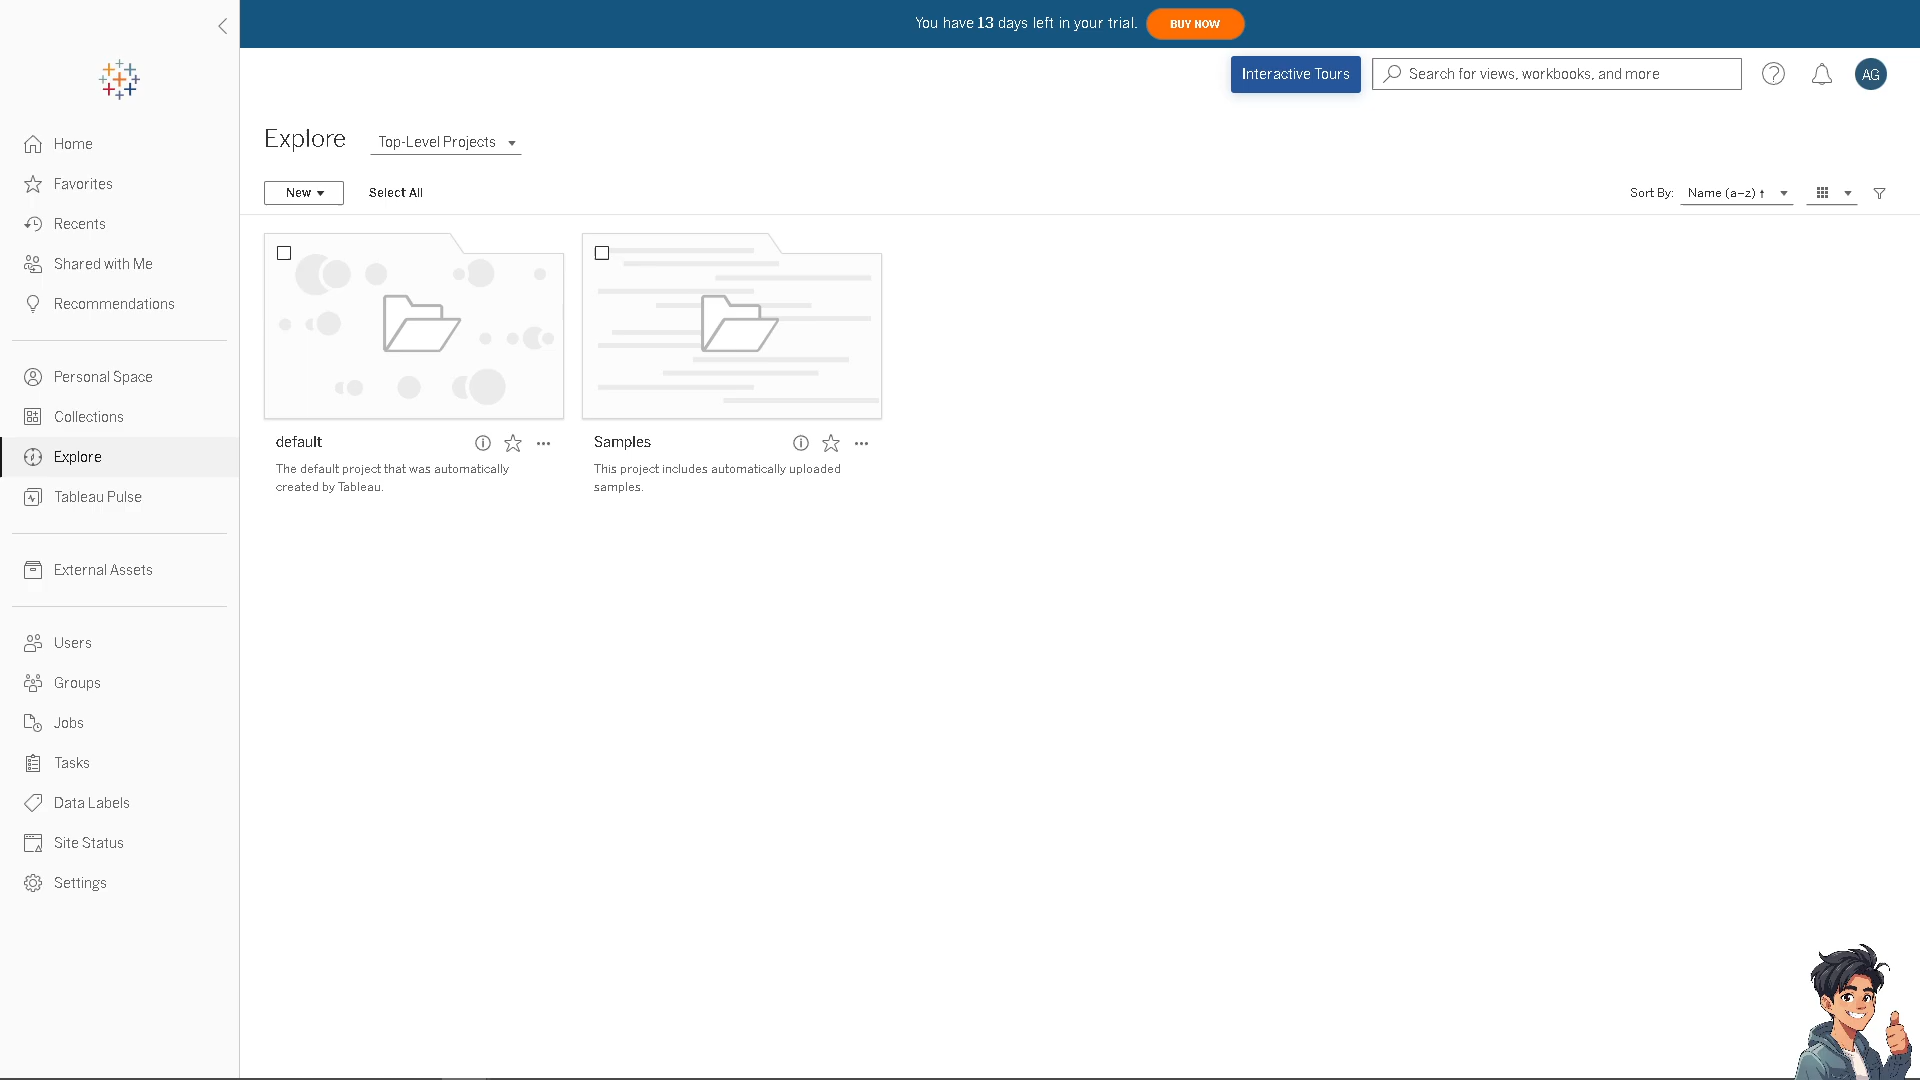 You have 13 days left in your trial.
BUY NOW
Interactive Tours
Search for views, workbooks, and more
AG
Home
Favorites
Recents
Shared with Me
Recommendations
Personal Space
Collections
Explore
Tableau Pulse
External Assets
Users
Groups
Jobs
Tasks
Data Labels
Site Status
Settings
Explore
Top-Level Projects
New
Select All
Sort By:
Name (a–z) ↑
default
The default project that was automatically
created by Tableau.
Samples
This project includes automatically uploaded
samples.